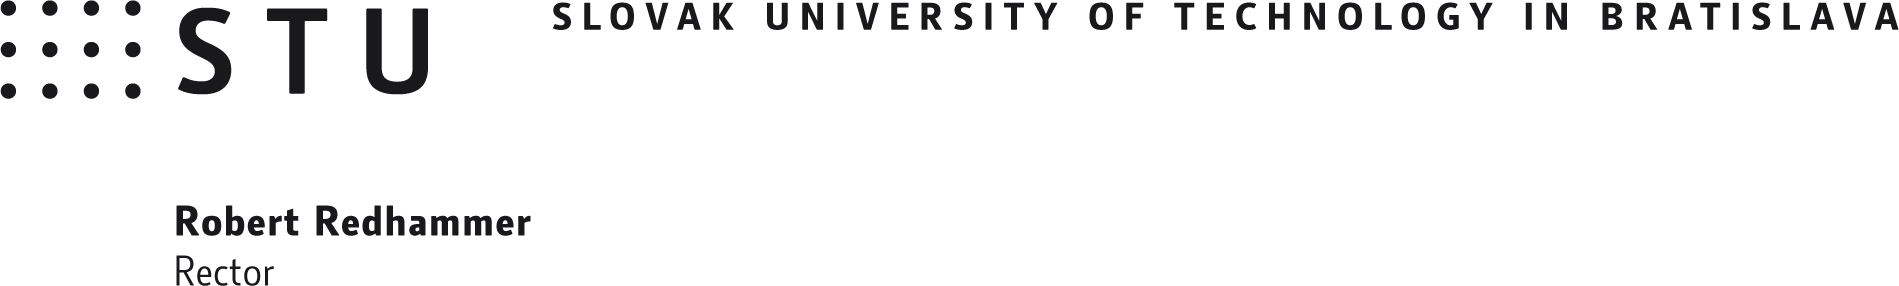 STU
SLOVAK UNIVERSITY OF TECHNOLOGY IN BRATISLAVA
Robert Redhammer
Rector